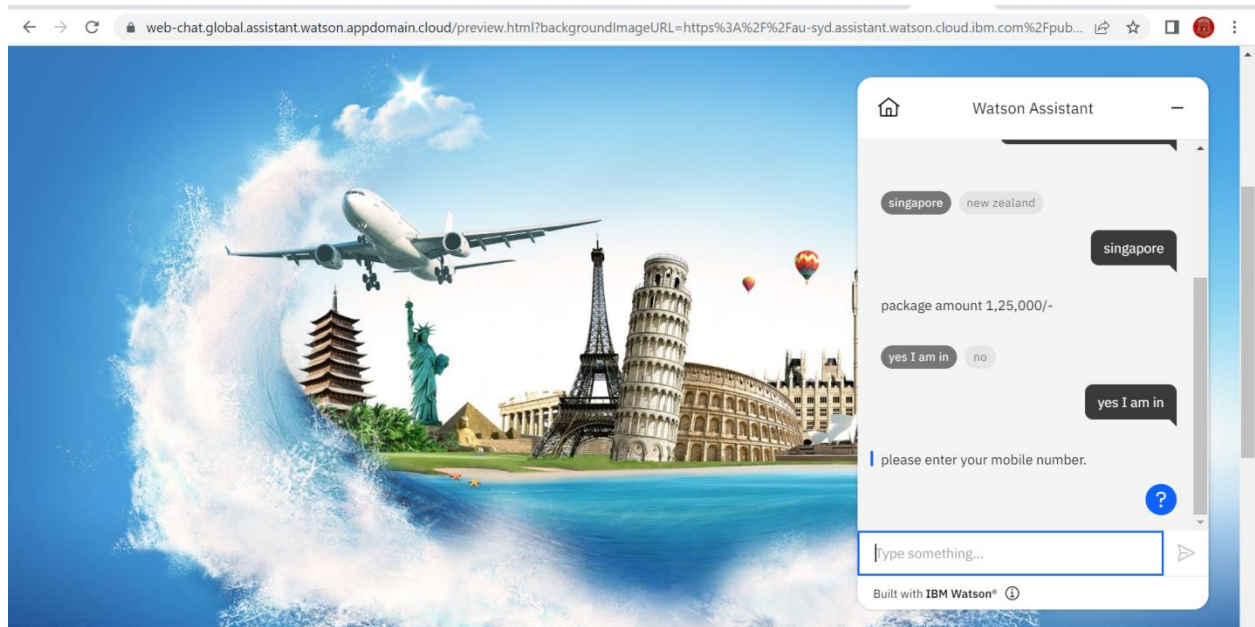 web-chat.global.assistant.watson.appdomain.cloud/preview.html?backgroundImageURL=https%3A%2F%2Fau-syd.assistant.watson.cloud.ibm.com%2Fpub...
Watson Assistant
singapore new zealand
singapore
package amount 1,25,000/-
yes I am in no
yes I am in
please enter your mobile number.
?
Type something...
Built with IBM Watson®